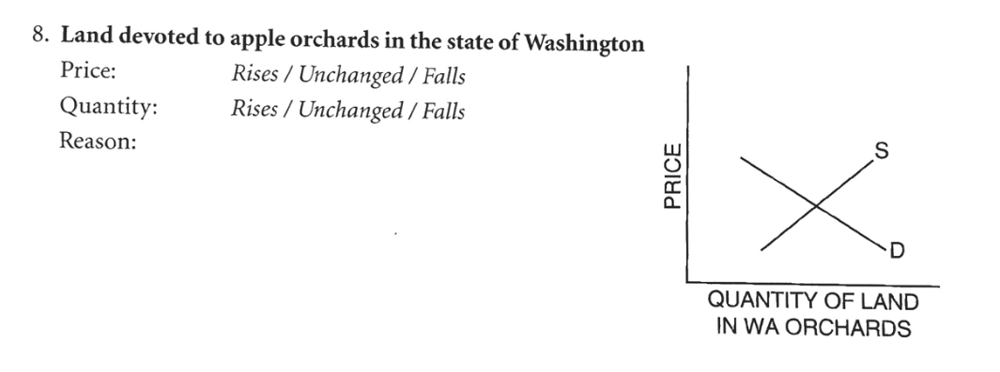 8. Land devoted to apple orchards in the state of Washington
Price: Rises / Unchanged / Falls
Quantity: Rises / Unchanged / Falls
Reason:
PRICE
S
D
QUANTITY OF LAND
IN WA ORCHARDS